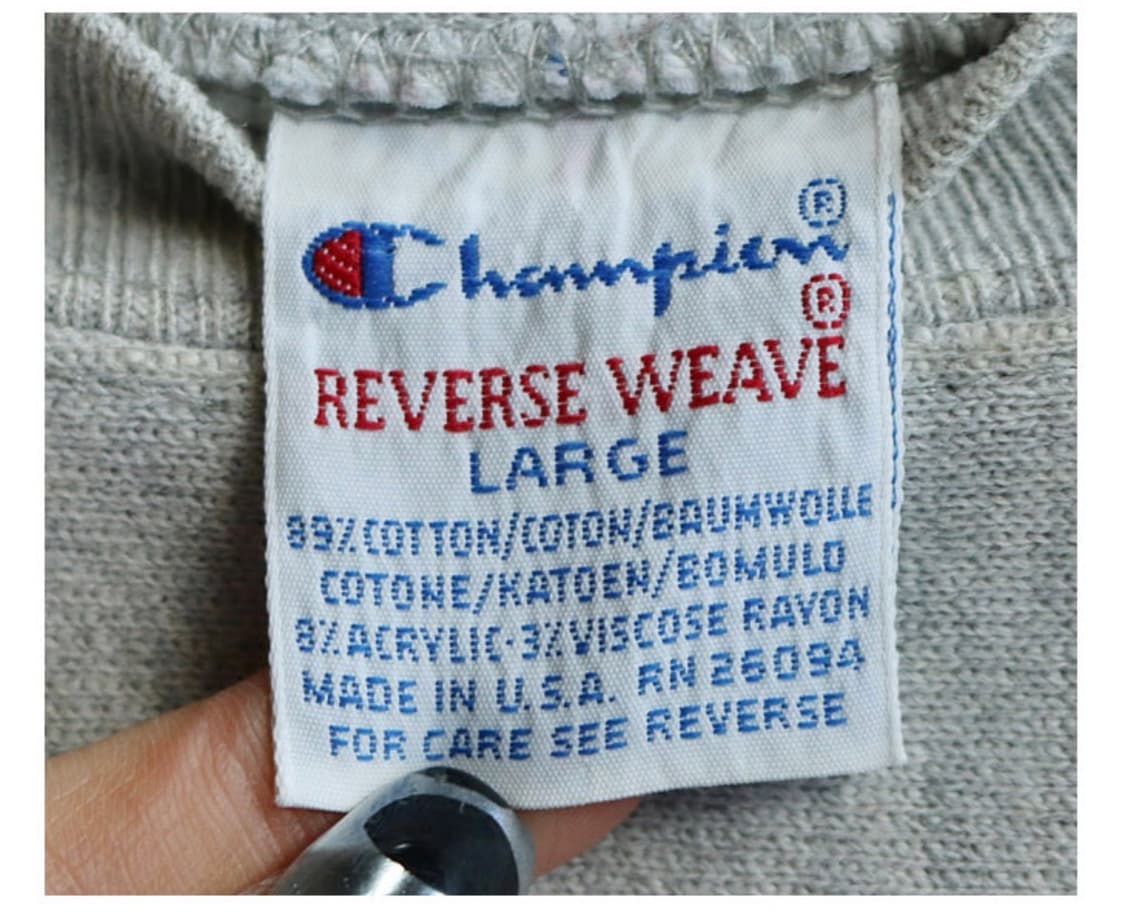 Champion®
REVERSE WEAVE®
LARGE
89% COTTON/COTON/BAUMWOLLE
COTONE/KATOEN/BOMULD
8% ACRYLIC·3% VISCOSE RAYON
MADE IN U.S.A. RN 26094
FOR CARE SEE REVERSE